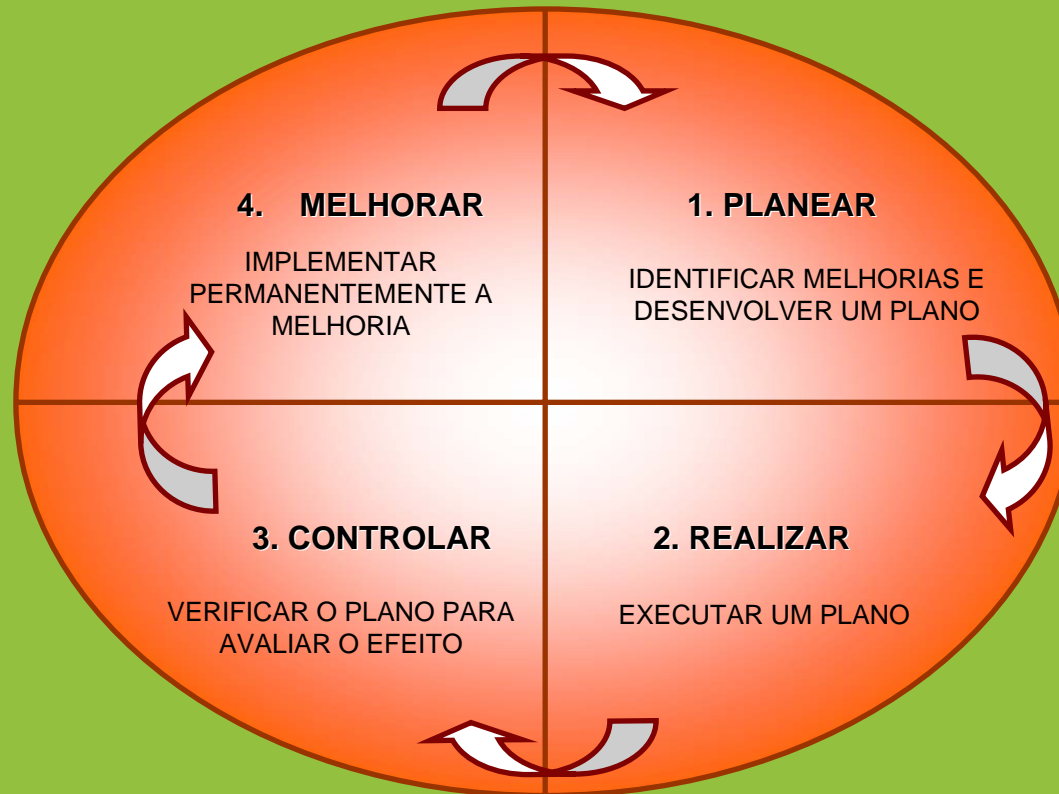 4. MELHORAR
IMPLEMENTAR
PERMANENTEMENTE A
MELHORIA
1. PLANEAR
IDENTIFICAR MELHORIAS E
DESENVOLVER UM PLANO
3. CONTROLAR
VERIFICAR O PLANO PARA
AVALIAR O EFEITO
2. REALIZAR
EXECUTAR UM PLANO